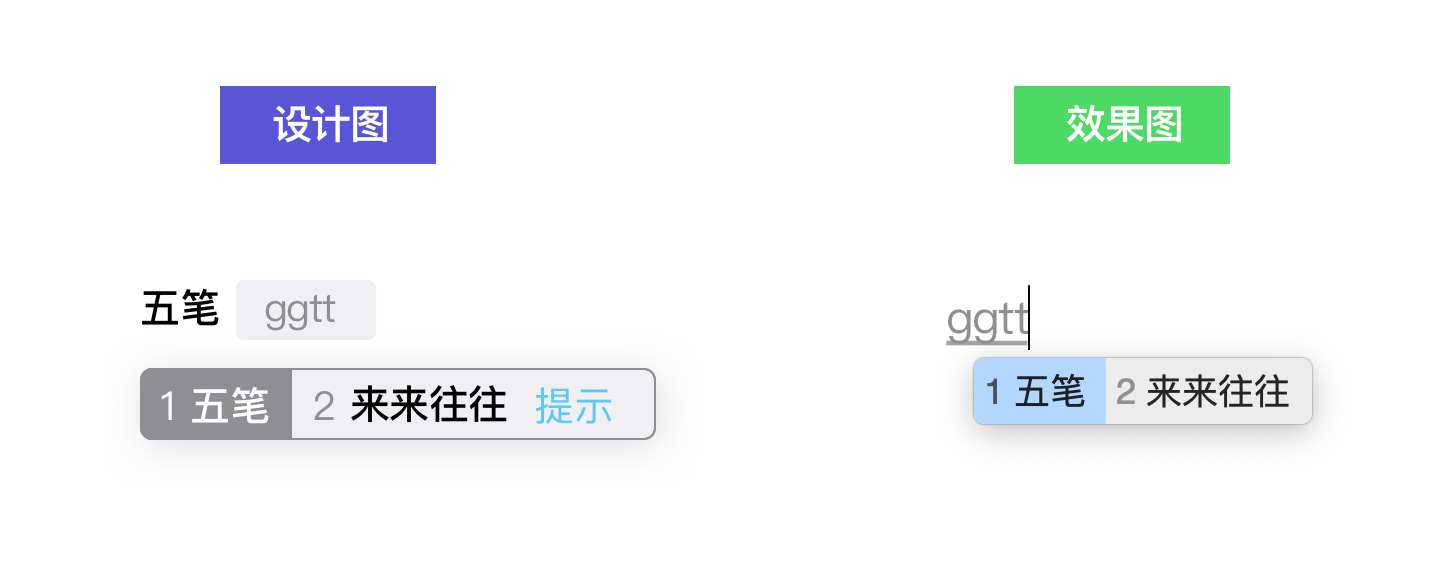 设计图
效果图
五笔 ggtt
1 五笔 2 来来往往 提示
ggtt
1 五笔 2 来来往往